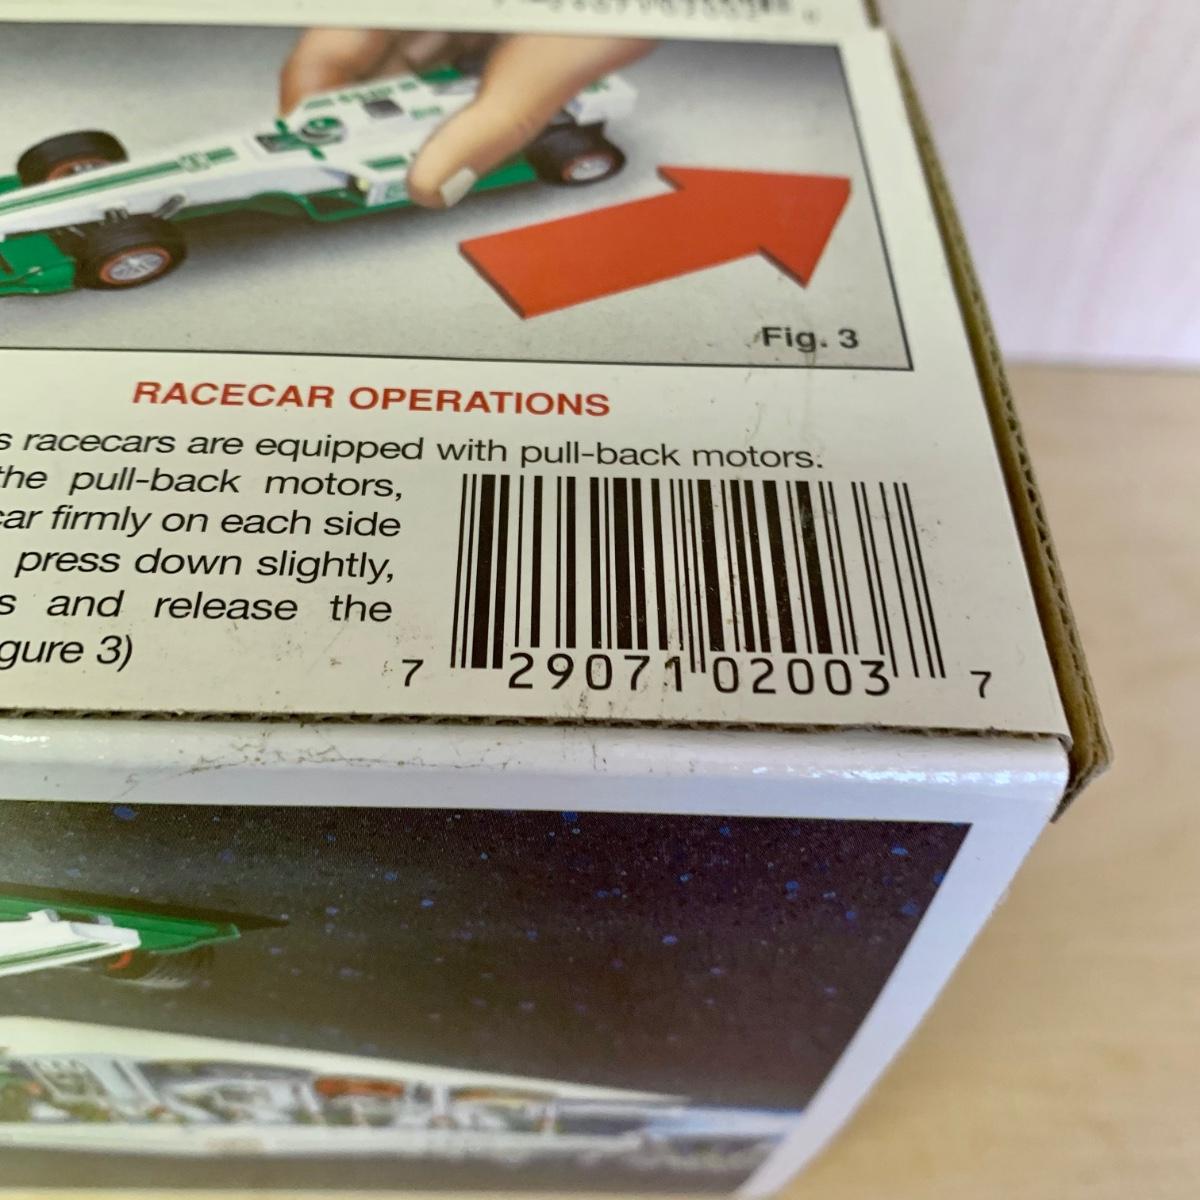 Fig. 3
RACECAR OPERATIONS
s racecars are equipped with pull-back motors.
the pull-back motors,
car firmly on each side
press down slightly,
s and release the
gure 3)
7 29071 02003 7